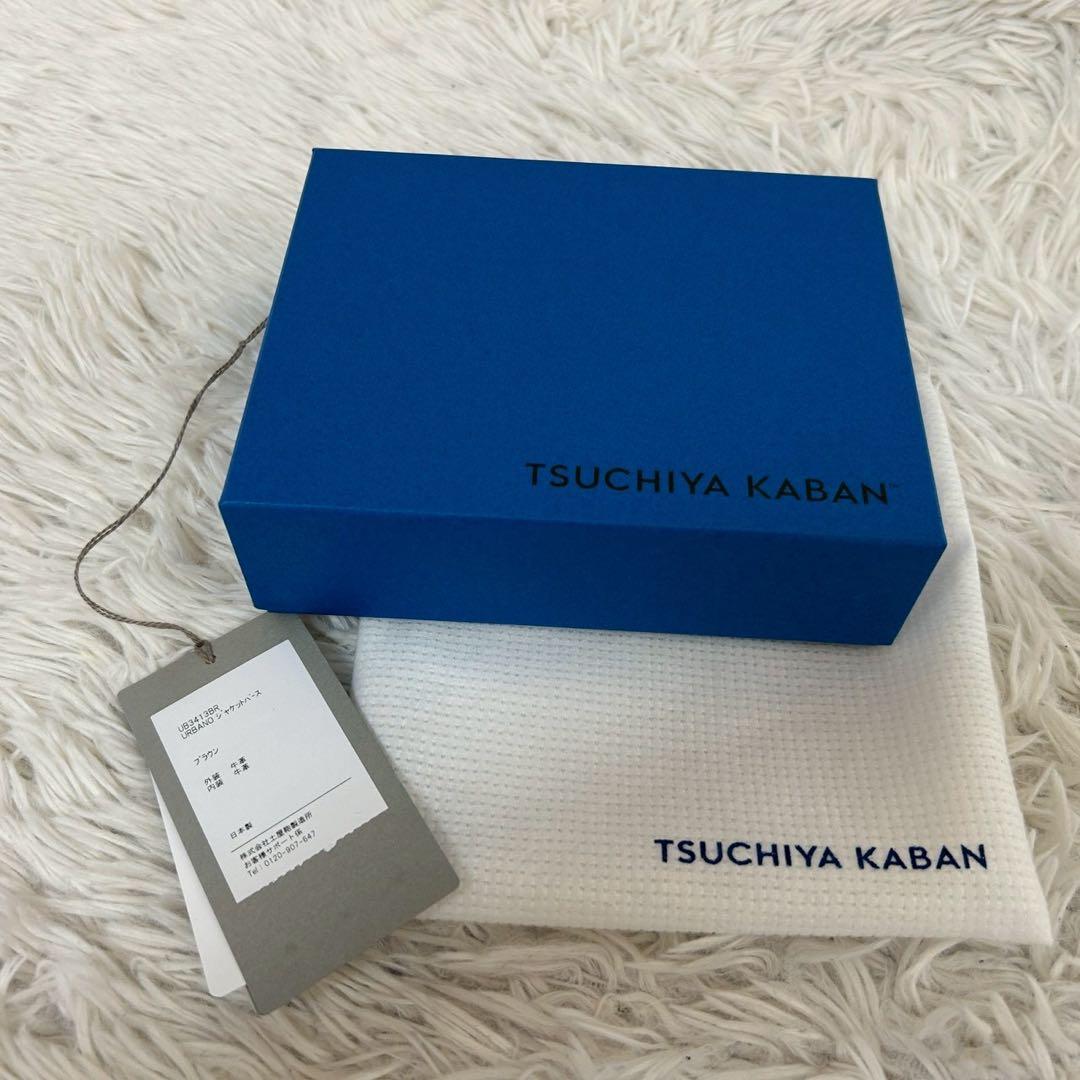 TSUCHIYA KABAN™
UB3413BR
URBANO ジャケットパース
ブラウン
外装 牛革
内装 牛革
日本製
株式会社土屋鞄製造所
お客様サポート係
Tel:0120-907-647
TSUCHIYA KABAN